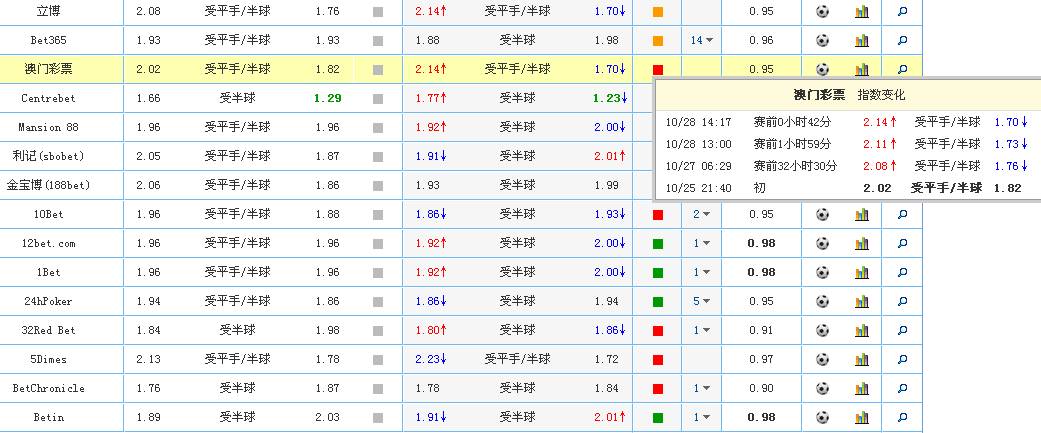 立博 2.08 受平手/半球 1.76 2.14↑ 受平手/半球 1.70↓ 0.95
Bet365 1.93 受平手/半球 1.93 1.88 受平手/半球 1.98 14 0.96
澳门彩票 2.02 受平手/半球 1.82 2.14↑ 受平手/半球 1.70↓ 0.95
Centrebet 1.66 受半球 1.29 1.77↑ 受半球 1.23↓
Mansion 88 1.96 受平手/半球 1.96 1.92↑ 受半球 2.00↓
利记(sbobet) 2.05 受平手/半球 1.87 1.91↓ 受半球 2.01↑
金宝博(188bet) 2.06 受平手/半球 1.86 1.93 受半球 1.99
澳门彩票 指数变化
10/28 14:17 赛前0小时42分 2.14↑ 受平手/半球 1.70↓
10/28 13:00 赛前1小时59分 2.11↑ 受平手/半球 1.73↓
10/27 06:29 赛前32小时30分 2.08↑ 受平手/半球 1.76↓
10/25 21:40 初 2.02 受平手/半球 1.82
10Bet 1.96 受平手/半球 1.88 1.86↓ 受半球 1.93↓ 2 0.95
12bet.com 1.96 受平手/半球 1.96 1.92↑ 受半球 2.00↓ 1 0.98
1Bet 1.96 受平手/半球 1.96 1.92↑ 受半球 2.00↓ 1 0.98
24hPoker 1.94 受平手/半球 1.86 1.86↓ 受半球 1.94 5 0.95
32Red Bet 1.84 受半球 1.98 1.80↑ 受半球 1.86↓ 1 0.91
5Dimes 2.13 受平手/半球 1.78 2.23↓ 受平手/半球 1.72 0.97
BetChronicle 1.76 受半球 1.87 1.78 受半球 1.84 1 0.90
Betin 1.89 受半球 2.03 1.91↓ 受半球 2.01↑ 1 0.98